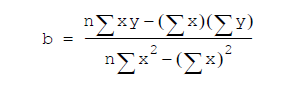 b = n∑xy-(∑x)(∑y) / n∑x²-(∑x)²